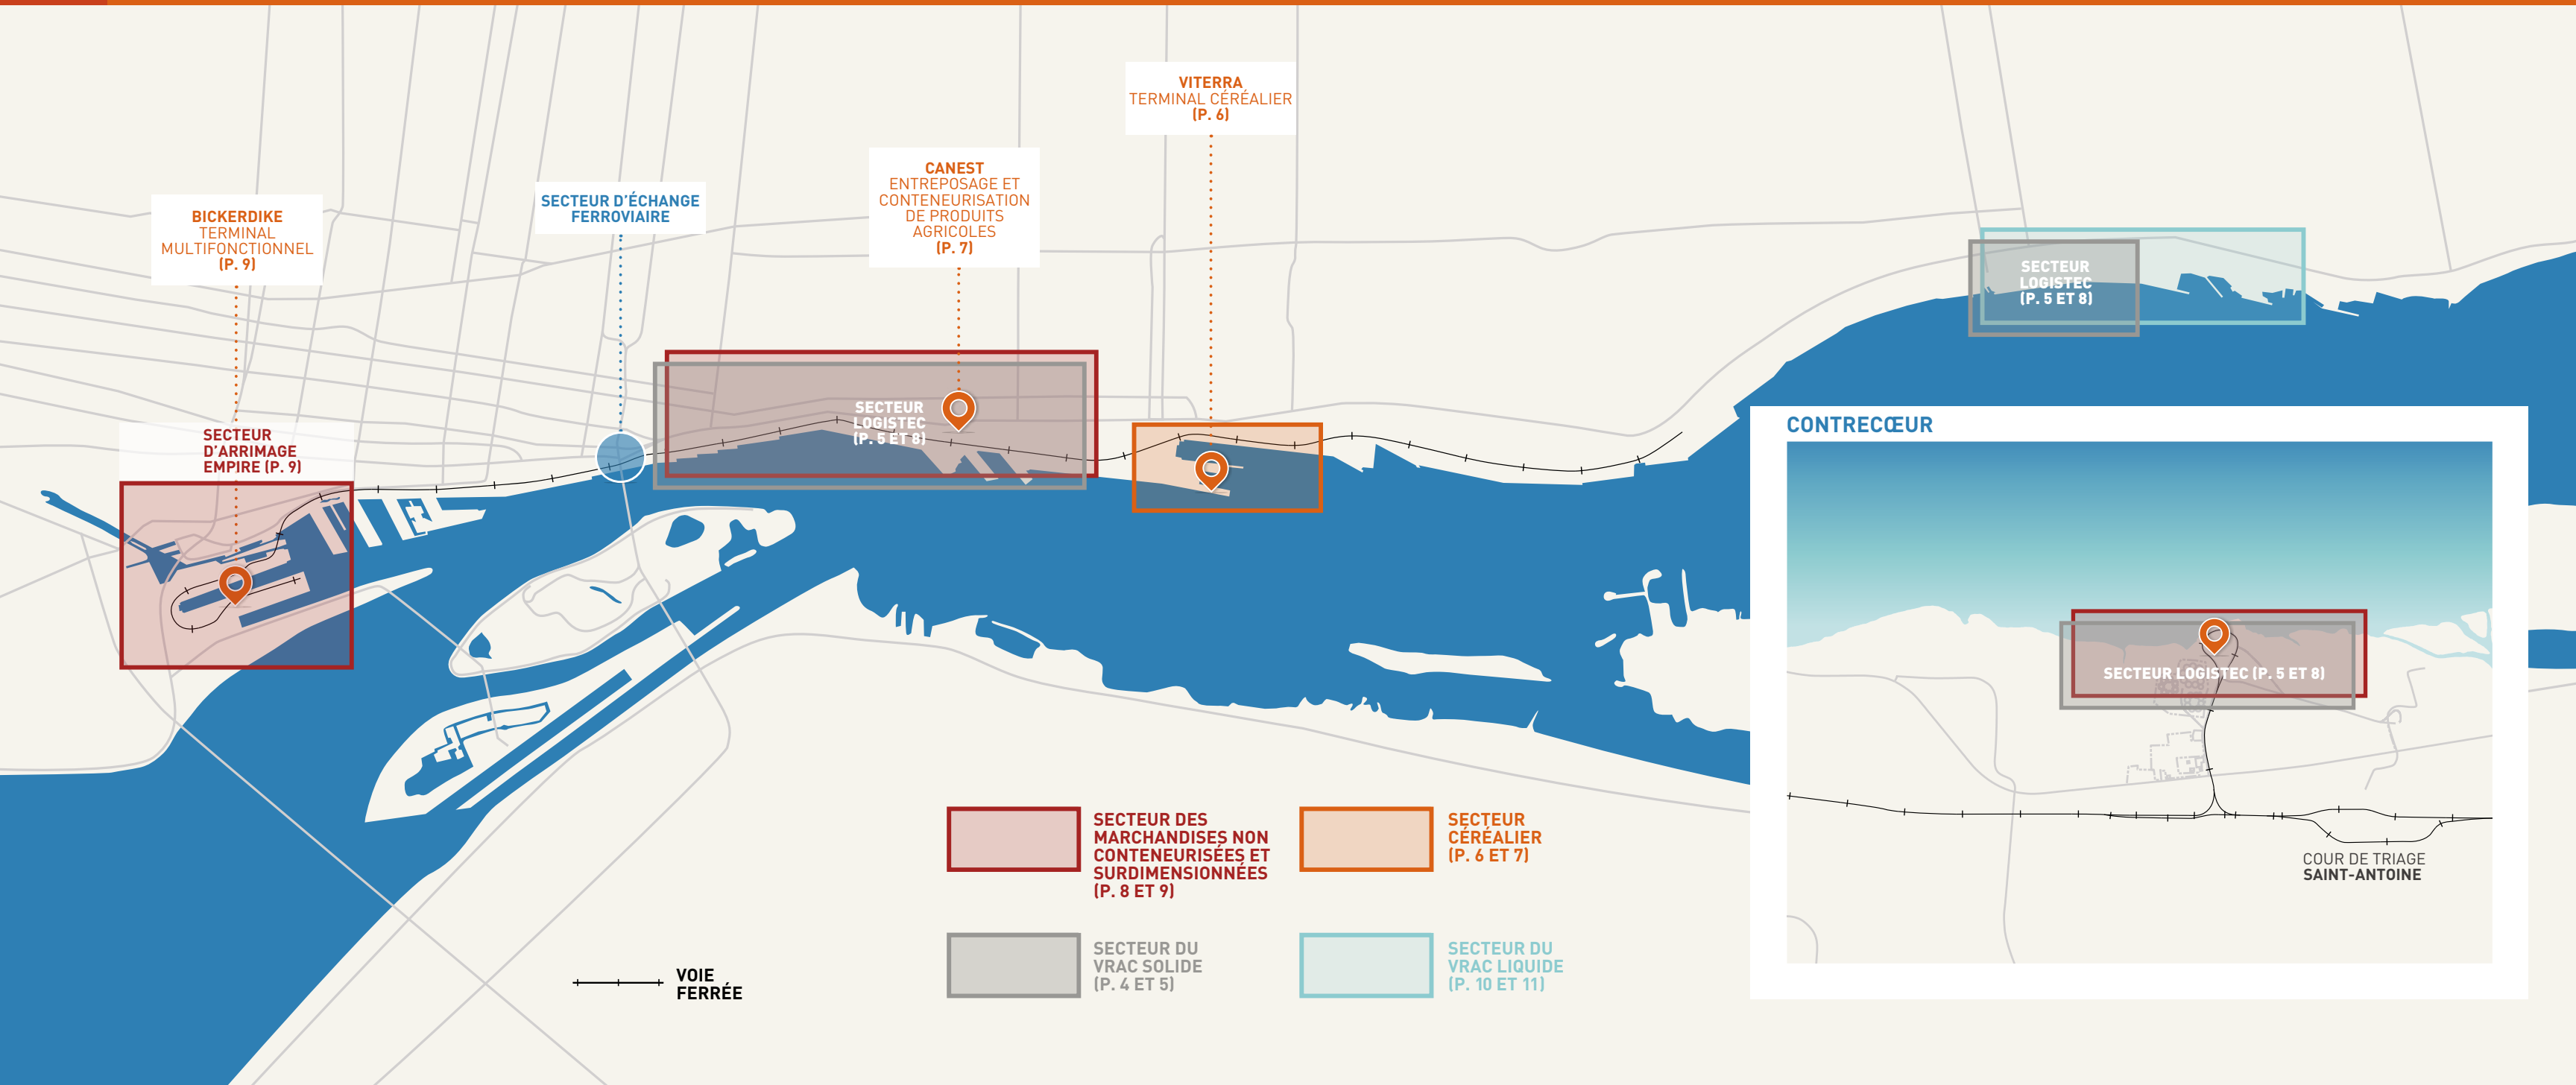 VITERRA
TERMINAL CÉRÉALIER
(P. 6)
CANEST
ENTREPOSAGE ET
CONTENEURISATION
DE PRODUITS
AGRICOLES
(P. 7)
SECTEUR D'ÉCHANGE
FERROVIAIRE
BICKERDIKE
TERMINAL
MULTIFONCTIONNEL
(P. 9)
SECTEUR
LOGISTEC
(P. 5 ET 8)
SECTEUR
LOGISTEC
(P. 5 ET 8)
SECTEUR
D'ARRIMAGE
EMPIRE (P. 9)
CONTRECŒUR
SECTEUR LOGISTEC (P. 5 ET 8)
COUR DE TRIAGE
SAINT-ANTOINE
SECTEUR DES
MARCHANDISES NON
CONTENEURISÉES ET
SURDIMENSIONNÉES
(P. 8 ET 9)
SECTEUR
CÉRÉALIER
(P. 6 ET 7)
SECTEUR DU
VRAC SOLIDE
(P. 4 ET 5)
SECTEUR DU
VRAC LIQUIDE
(P. 10 ET 11)
VOIE
FERRÉE